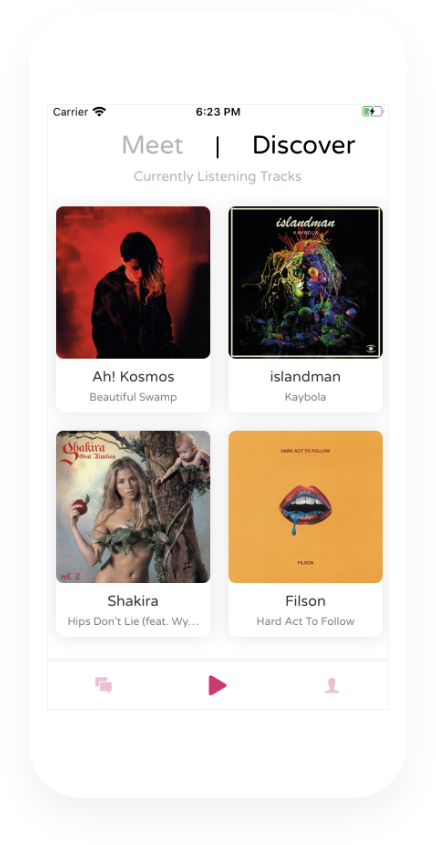 Carrier 6:23 PM
Meet | Discover
Currently Listening Tracks
AH! KOSMOS
islandman
KAYBOLA
Ah! Kosmos
Beautiful Swamp
islandman
Kaybola
Shakira
Oral Fixation
vol. 2
HARD ACT TO FOLLOW
FILSON
Shakira
Hips Don't Lie (feat. Wy...
Filson
Hard Act To Follow